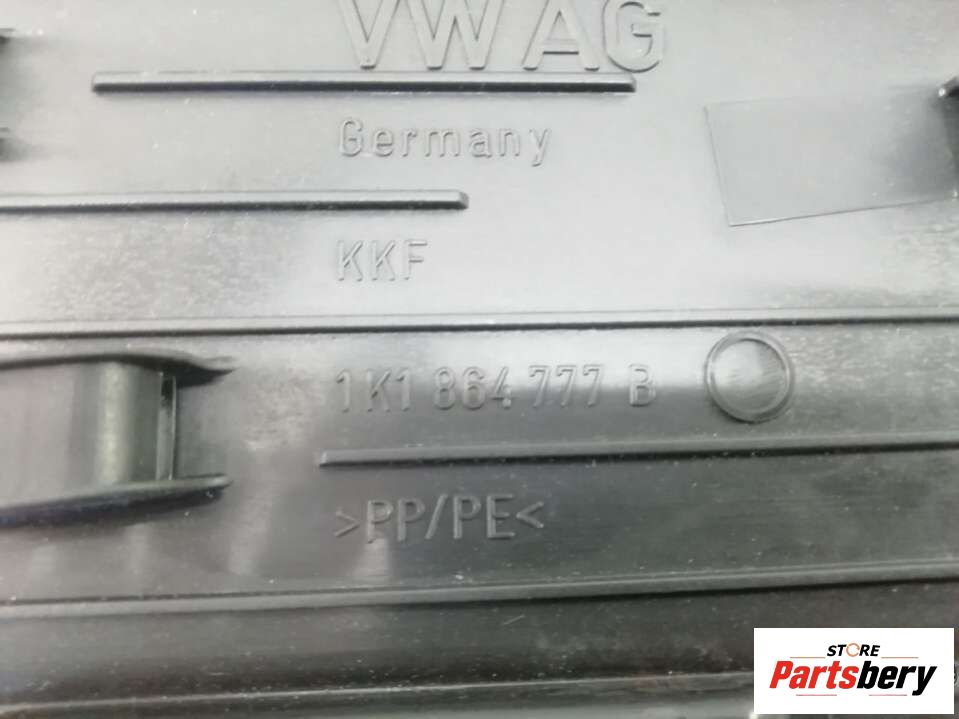 VW AG
Germany
KKF
1K1 864 777 B
>PP/PE<
STORE
Partsbery